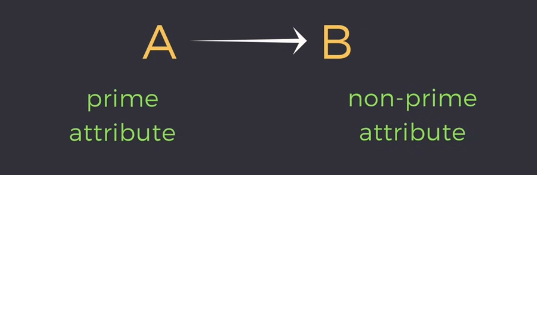 A → B
prime non-prime
attribute attribute